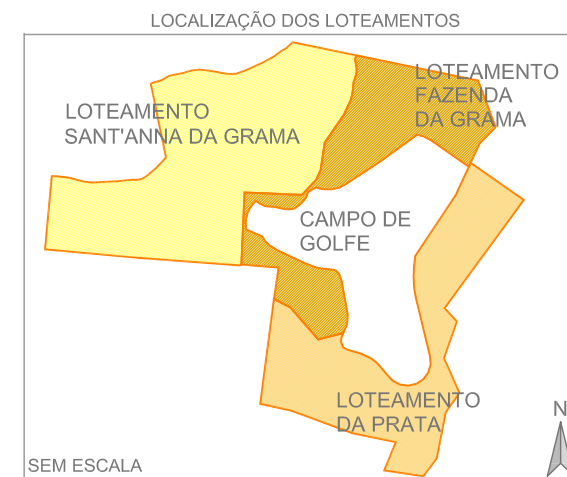 LOCALIZAÇÃO DOS LOTEAMENTOS
LOTEAMENTO
FAZENDA
DA GRAMA
LOTEAMENTO
SANT'ANNA DA GRAMA
CAMPO DE
GOLFE
LOTEAMENTO
DA PRATA
N
SEM ESCALA